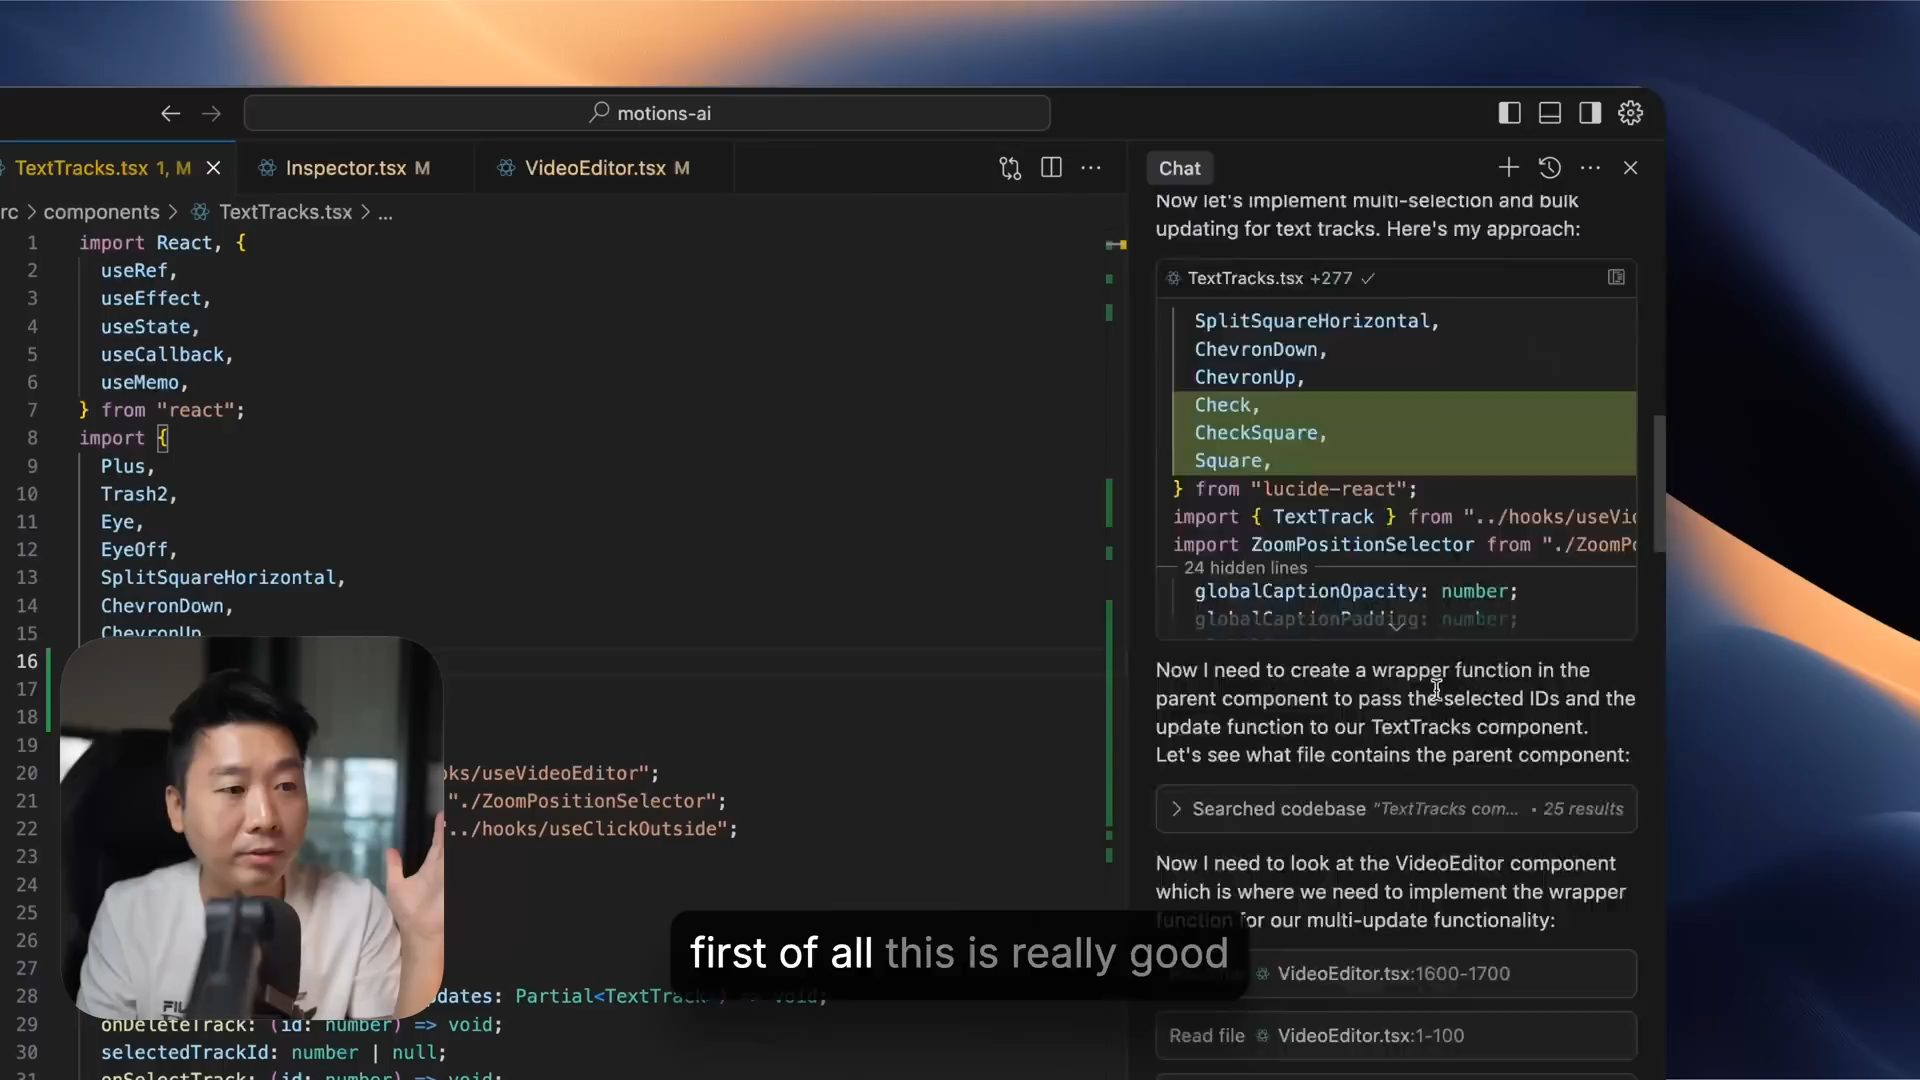 motions-ai
TextTracks.tsx 1, M
Inspector.tsx M
VideoEditor.tsx M
rc > components > TextTracks.tsx > ...
1 import React, {
2 useRef,
3 useEffect,
4 useState,
5 useCallback,
6 useMemo,
7 } from "react";
8 import {
9 Plus,
10 Trash2,
11 Eye,
12 EyeOff,
13 SplitSquareHorizontal,
14 ChevronDown,
15 ChevronUp
16
17
18
19
20 ks/useVideoEditor";
21 "./ZoomPositionSelector";
22 ../hooks/useClickOutside";
23
24
25
26
27
28 dates: Partial<TextTrack>) => void;
29 onDeleteTrack: (id: number) => void;
30 selectedTrackId: number | null;
31 onSelectTrack: (id: number) => void;
Chat
Now let's implement multi-selection and bulk
updating for text tracks. Here's my approach:
TextTracks.tsx +277
SplitSquareHorizontal,
ChevronDown,
ChevronUp,
Check,
CheckSquare,
Square,
} from "lucide-react";
import { TextTrack } from "../hooks/useVid
import ZoomPositionSelector from "./ZoomPo
24 hidden lines
globalCaptionOpacity: number;
globalCaptionPadding: number;
Now I need to create a wrapper function in the
parent component to pass the selected IDs and the
update function to our TextTracks component.
Let's see what file contains the parent component:
Searched codebase "TextTracks com... • 25 results
Now I need to look at the VideoEditor component
which is where we need to implement the wrapper
function for our multi-update functionality:
VideoEditor.tsx:1600-1700
Read file VideoEditor.tsx:1-100
first of all this is really good